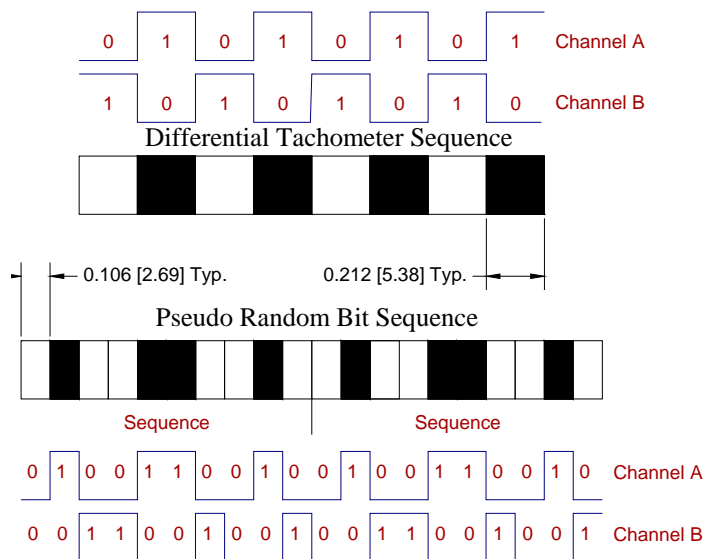 0 1 0 1 0 1 0 1 Channel A
1 0 1 0 1 0 1 0 Channel B
Differential Tachometer Sequence
0.106 [2.69] Typ. 0.212 [5.38] Typ.
Pseudo Random Bit Sequence
Sequence Sequence
0 1 0 0 1 1 0 0 1 0 0 1 0 0 1 1 0 0 1 0 Channel A
0 0 1 1 0 0 1 0 0 1 0 0 1 1 0 0 1 0 0 1 Channel B